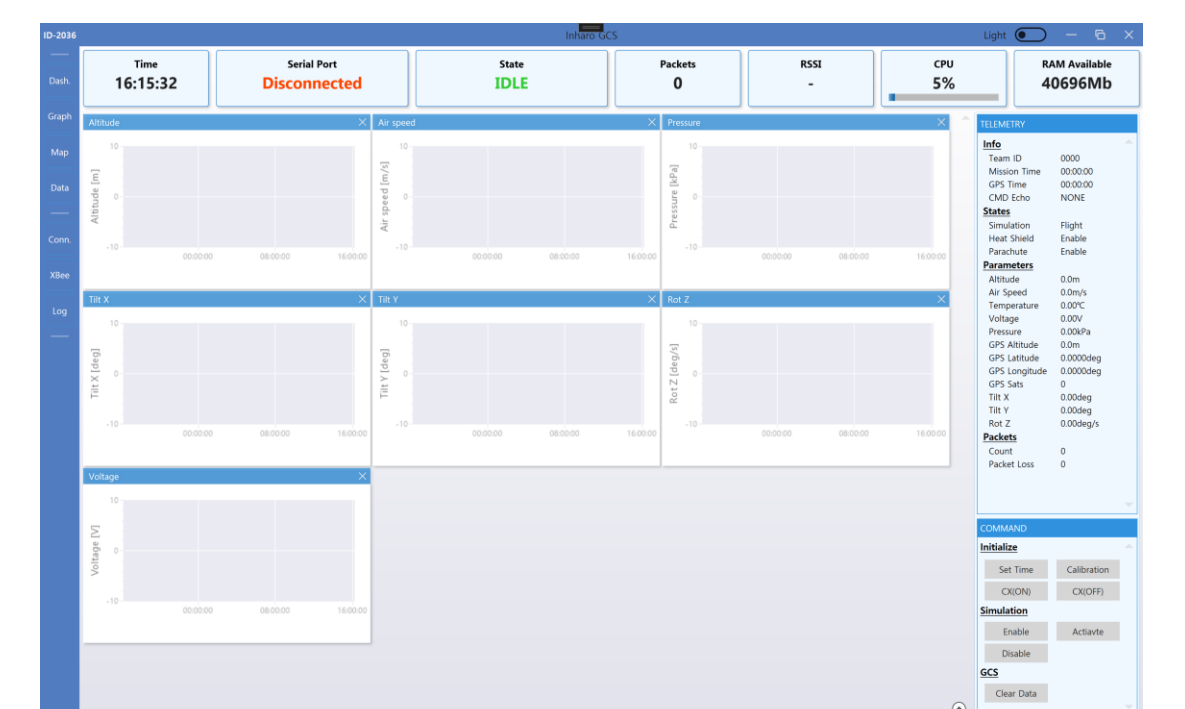 ID-2036 Inharo GCS Light
Time Serial Port State Packets RSSI CPU RAM Available
16:15:32 Disconnected IDLE 0 - 5% 40696Mb
Dash.
Graph
Map
Data
Conn.
XBee
Log
Altitude
Altitude [m]
10
0
-10
00:00:00 08:00:00 16:00:00
Air speed
Air speed [m/s]
10
0
-10
00:00:00 08:00:00 16:00:00
Pressure
Pressure [kPa]
10
0
-10
00:00:00 08:00:00 16:00:00
Tilt X
Tilt X [deg]
10
0
-10
00:00:00 08:00:00 16:00:00
Tilt Y
Tilt Y [deg]
10
0
-10
00:00:00 08:00:00 16:00:00
Rot Z
Rot Z [deg/s]
10
0
-10
00:00:00 08:00:00 16:00:00
Voltage
Voltage [V]
10
0
-10
00:00:00 08:00:00 16:00:00
TELEMETRY
Info
Team ID 0000
Mission Time 00:00:00
GPS Time 00:00:00
CMD Echo NONE
States
Simulation Flight
Heat Shield Enable
Parachute Enable
Parameters
Altitude 0.0m
Air Speed 0.0m/s
Temperature 0.00℃
Voltage 0.00V
Pressure 0.00kPa
GPS Altitude 0.0m
GPS Latitude 0.0000deg
GPS Longitude 0.0000deg
GPS Sats 0
Tilt X 0.00deg
Tilt Y 0.00deg
Rot Z 0.00deg/s
Packets
Count 0
Packet Loss 0
COMMAND
Initialize
Set Time Calibration
CX(ON) CX(OFF)
Simulation
Enable Actiavte
Disable
GCS
Clear Data